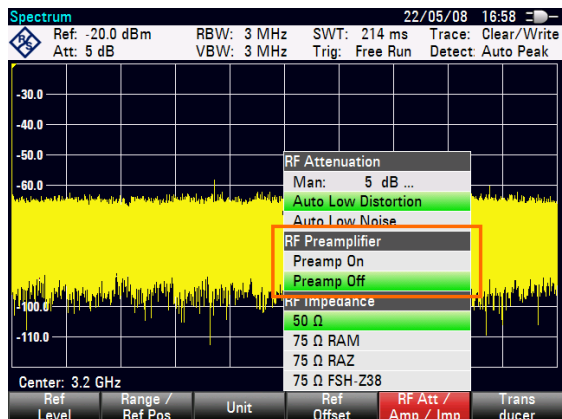 Spectrum 22/05/08 16:58
Ref: -20.0 dBm RBW: 3 MHz SWT: 214 ms Trace: Clear/Write
Att: 5 dB VBW: 3 MHz Trig: Free Run Detect: Auto Peak
-30.0
-40.0
-50.0
-60.0
-100.0
-110.0
RF Attenuation
Man: 5 dB ...
Auto Low Distortion
Auto Low Noise
RF Preamplifier
Preamp On
Preamp Off
RF Impedance
50 Ω
75 Ω RAM
75 Ω RAZ
75 Ω FSH-Z38
Center: 3.2 GHz
Ref Level
Range / Ref Pos
Unit
Ref Offset
RF Att / Amp / Imp
Trans ducer